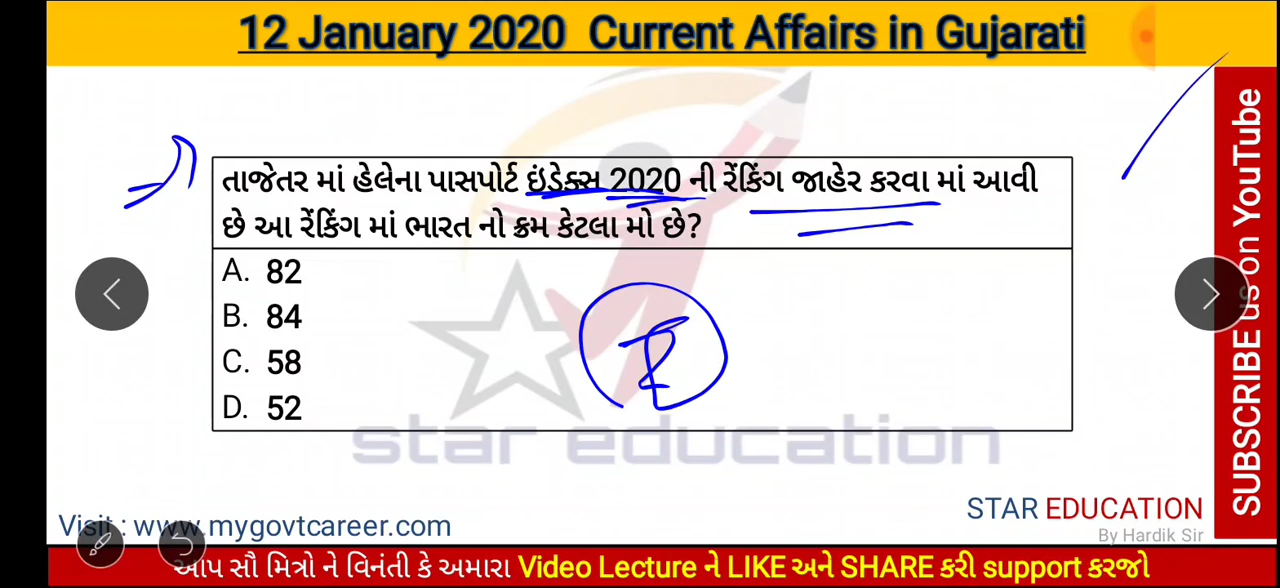 12 January 2020 Current Affairs in Gujarati
તાજેતર માં હેલેના પાસપોર્ટ ઇંડેક્સ 2020 ની રેંકિંગ જાહેર કરવા માં આવી
છે આ રેંકિંગ માં ભારત નો ક્રમ કેટલા મો છે?
A. 82
B. 84
C. 58
D. 52
star education
SUBSCRIBE us on YouTube
STAR EDUCATION
By Hardik Sir
Visit : www.mygovtcareer.com
આપ સૌ મિત્રો ને વિનંતી કે અમારા Video Lecture ને LIKE અને SHARE કરી support કરજો